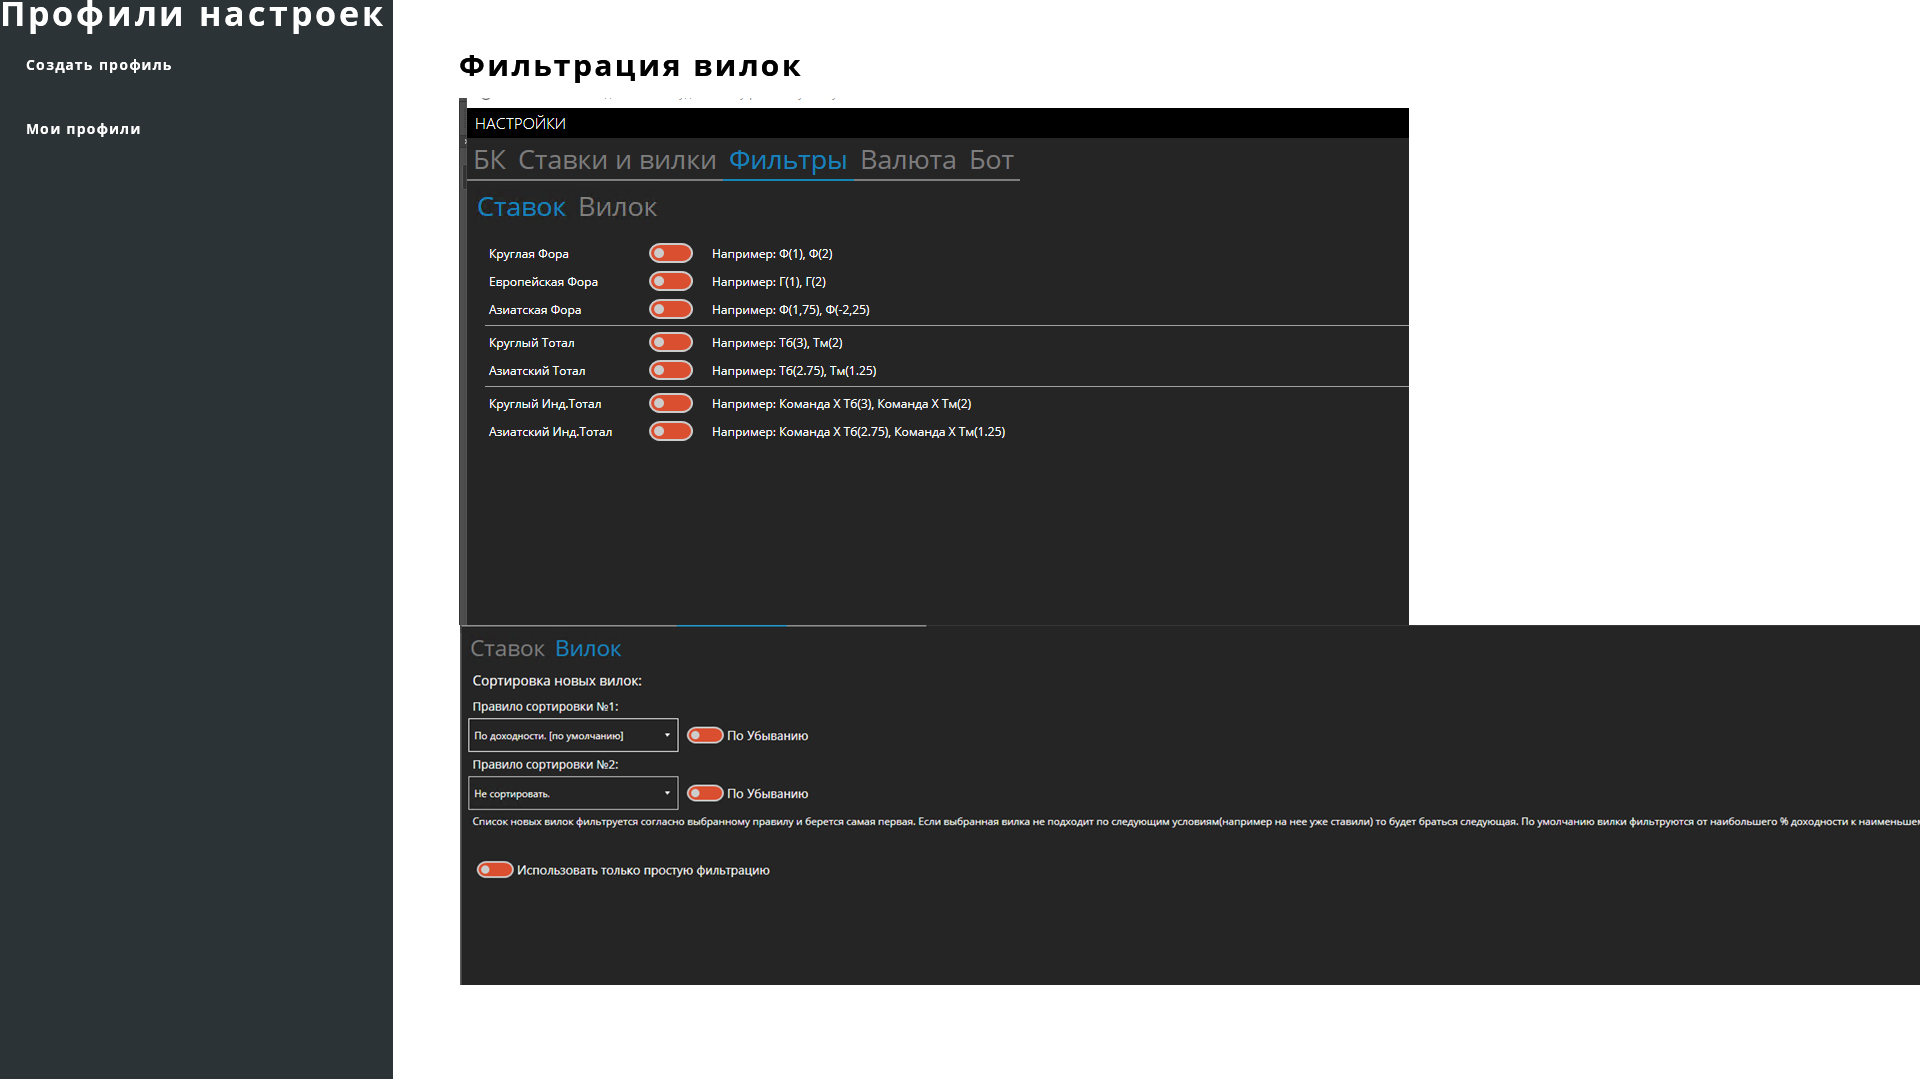 Профили настроек
Создать профиль
Мои профили
Фильтрация вилок
НАСТРОЙКИ
БК Ставки и вилки Фильтры Валюта Бот
Ставок Вилок
Круглая Фора Например: Ф(1), Ф(2)
Европейская Фора Например: Г(1), Г(2)
Азиатская Фора Например: Ф(1,75), Ф(-2,25)
Круглый Тотал Например: Тб(3), Тм(2)
Азиатский Тотал Например: Тб(2.75), Тм(1.25)
Круглый Инд.Тотал Например: Команда Х Тб(3), Команда Х Тм(2)
Азиатский Инд.Тотал Например: Команда Х Тб(2.75), Команда Х Тм(1.25)
Ставок Вилок
Сортировка новых вилок:
Правило сортировки №1:
По доходности. [по умолчанию] По Убыванию
Правило сортировки №2:
Не сортировать. По Убыванию
Список новых вилок фильтруется согласно выбранному правилу и берется самая первая. Если выбранная вилка не подходит по следующим условиям(например на нее уже ставили) то будет браться следующая. По умолчанию вилки фильтруются от наибольшего % доходности к наименьшем
Использовать только простую фильтрацию